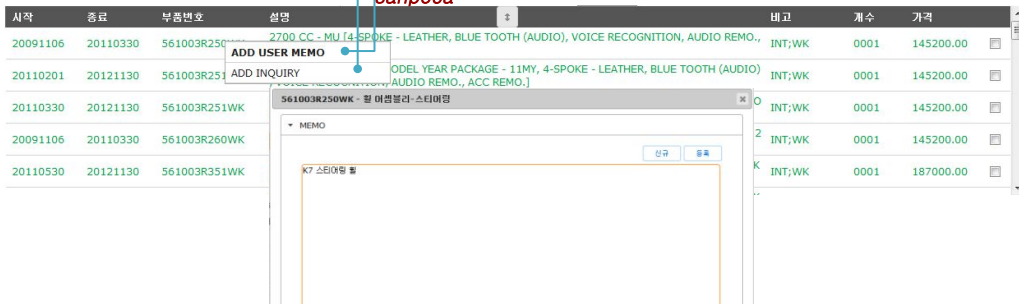 시작 종료 부품번호 설명 비고 개수 가격
20091106 20110330 561003R250 2700 CC - MU [4-SPOKE - LEATHER, BLUE TOOTH (AUDIO), VOICE RECOGNITION, AUDIO REMO., INT;WK 0001 145200.00
ADD USER MEMO
ADD INQUIRY
20110201 20121130 561003R251 ODEL YEAR PACKAGE - 11MY, 4-SPOKE - LEATHER, BLUE TOOTH (AUDIO) INT;WK 0001 145200.00
, VOICE RECOGNITION, AUDIO REMO., ACC REMO.]
561003R250WK - 휠 어셈블리-스티어링
20110330 20121130 561003R251WK O INT;WK 0001 145200.00
MEMO
20091106 20110330 561003R260WK 2 INT;WK 0001 145200.00
신규 등록
20110530 20121130 561003R351WK K INT;WK 0001 187000.00
K7 스티어링 휠